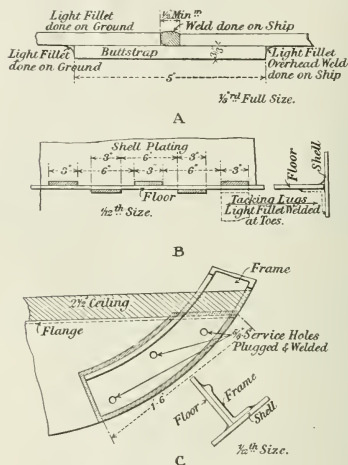 Light Fillet
done on Ground
½ Min^m
Weld done on Ship
Light Fillet
done on Ground
Buttstrap
Light Fillet
Overhead Weld
done on Ship
5"
⅓rd Full Size.
A
Shell Plating
3" 6" 3"
3" 6" 3 6" 3"
Floor
1/12th Size.
Tacking Lugs
Light Fillet Welded
at Toes.
Floor
Shell
B
Frame
2½" Ceiling
Flange
Service Holes
Plugged & Welded
1'.6"
Floor
Frame
Shell
1/12th Size.
C